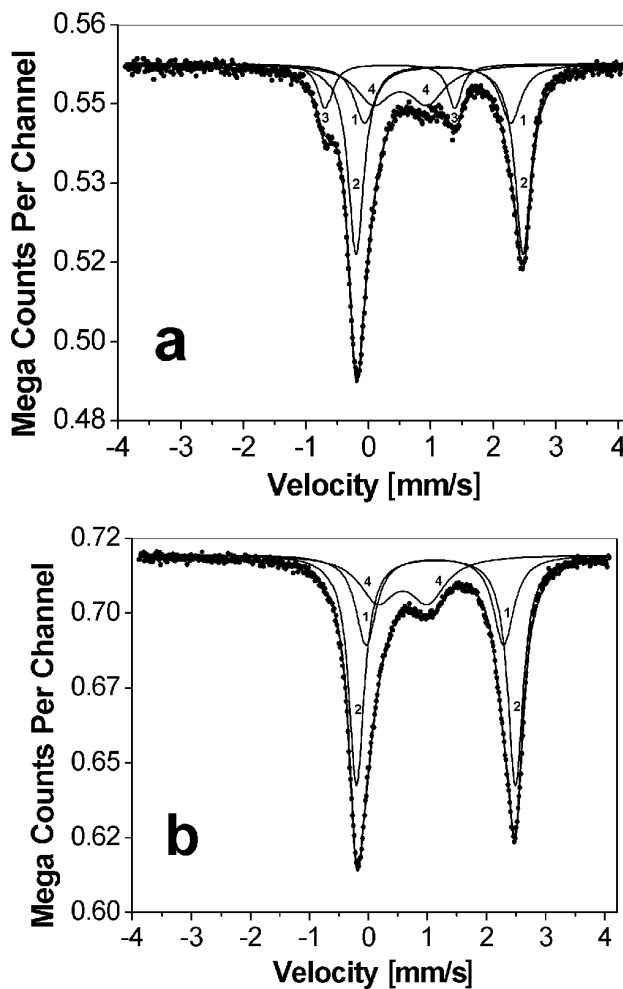 a
0.56
0.55
0.53
0.52
0.50
0.48
Mega Counts Per Channel
4 4
3 1 3 1
2 2
-4 -3 -2 -1 0 1 2 3 4
Velocity [mm/s]
b
0.72
0.70
0.67
0.65
0.62
0.60
Mega Counts Per Channel
4 4
1 1
2 2
-4 -3 -2 -1 0 1 2 3 4
Velocity [mm/s]